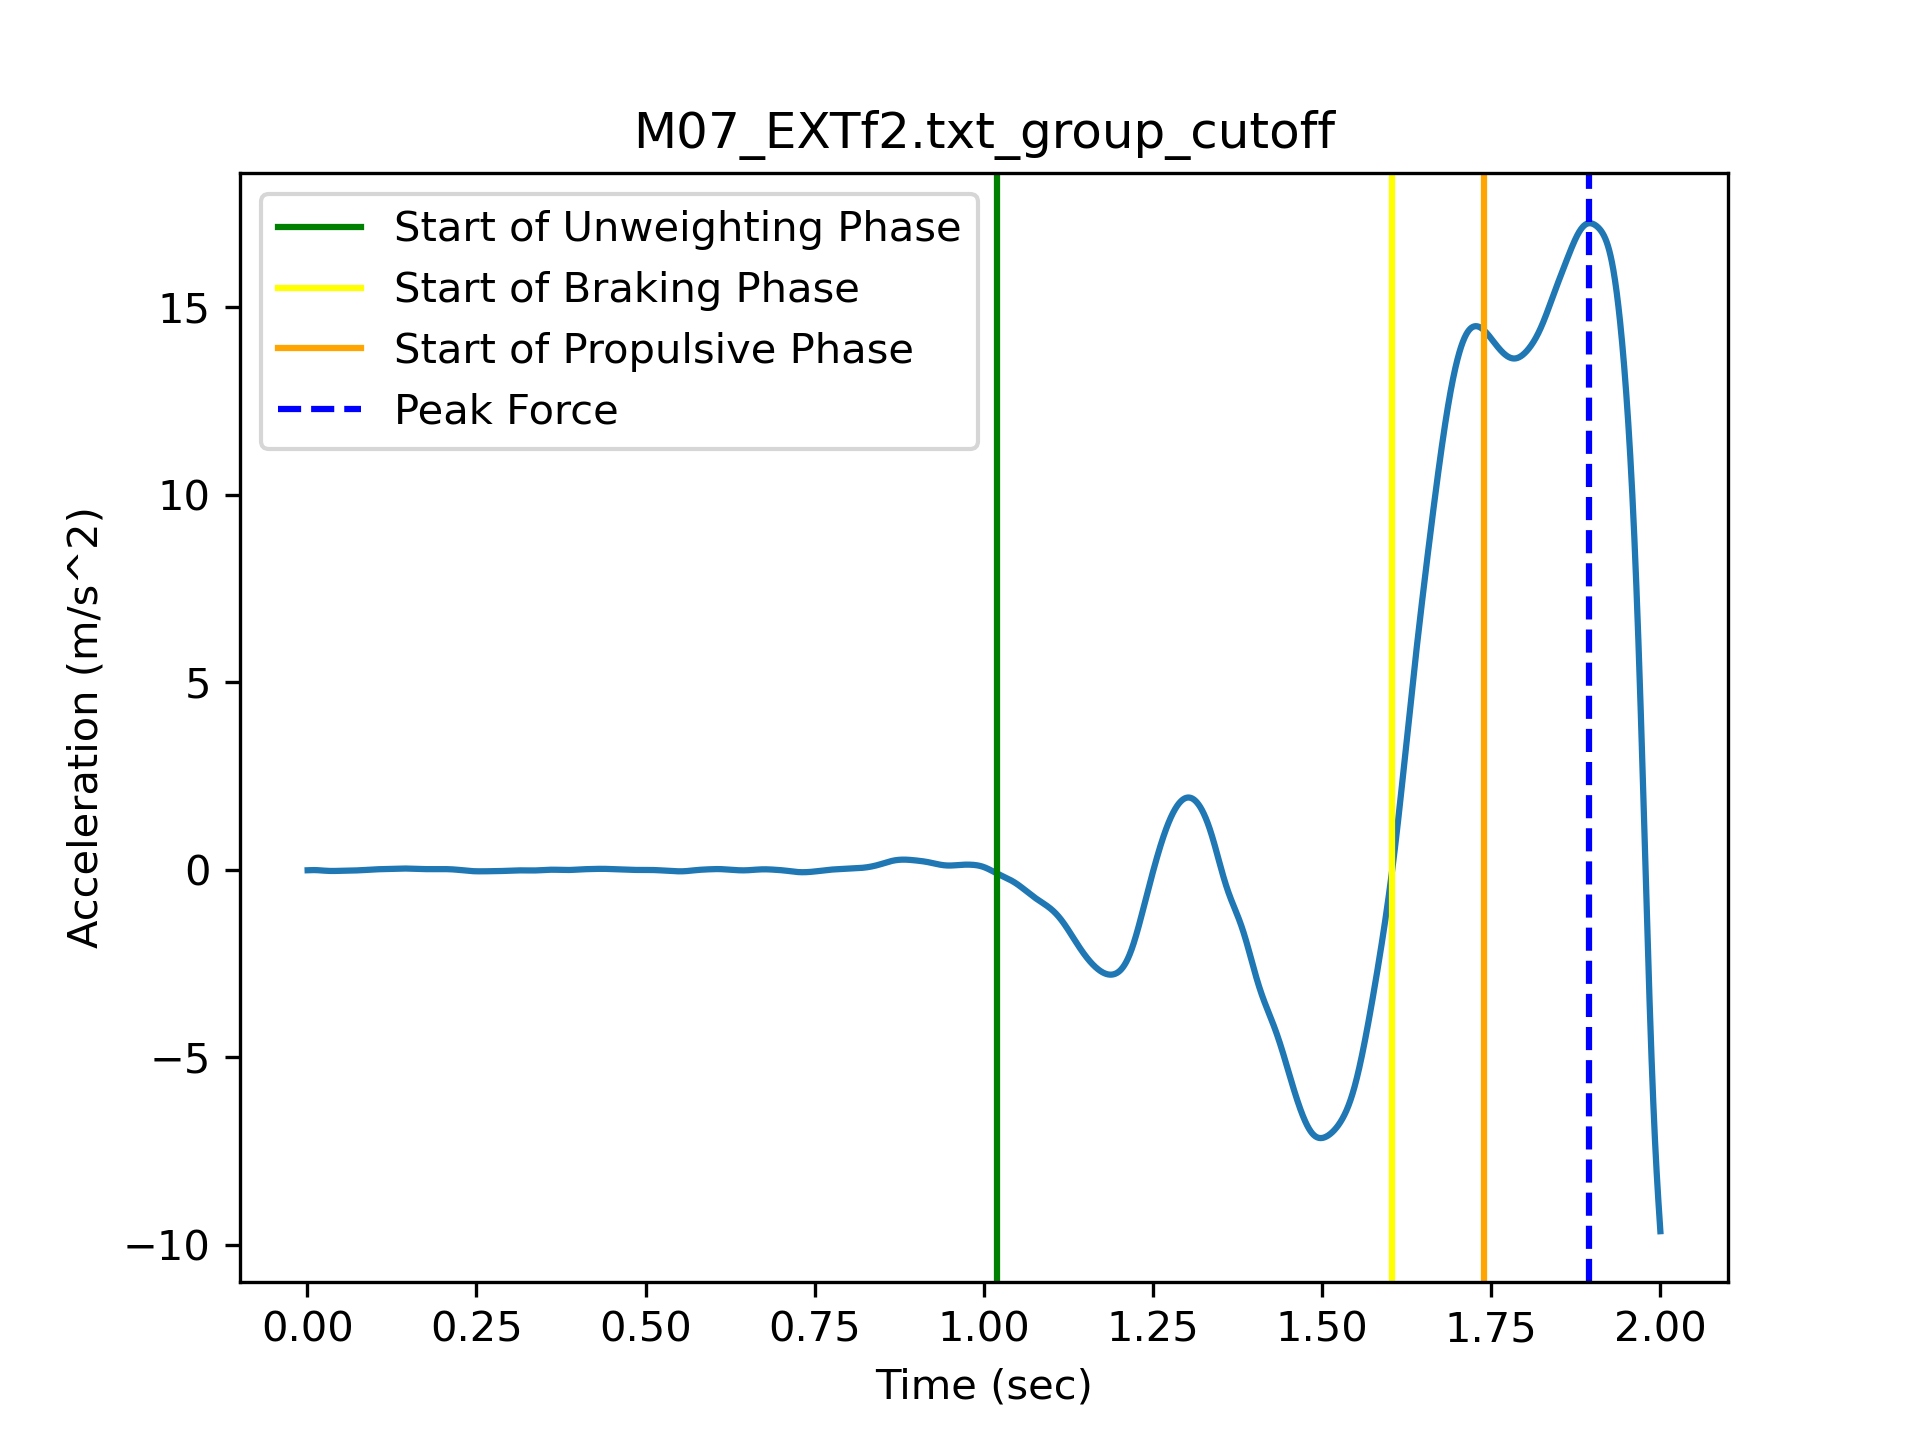 M07_EXTf2.txt_group_cutoff
Start of Unweighting Phase
Start of Braking Phase
Start of Propulsive Phase
Peak Force
15
10
5
0
−5
−10
Acceleration (m/s^2)
0.00 0.25 0.50 0.75 1.00 1.25 1.50 1.75 2.00
Time (sec)